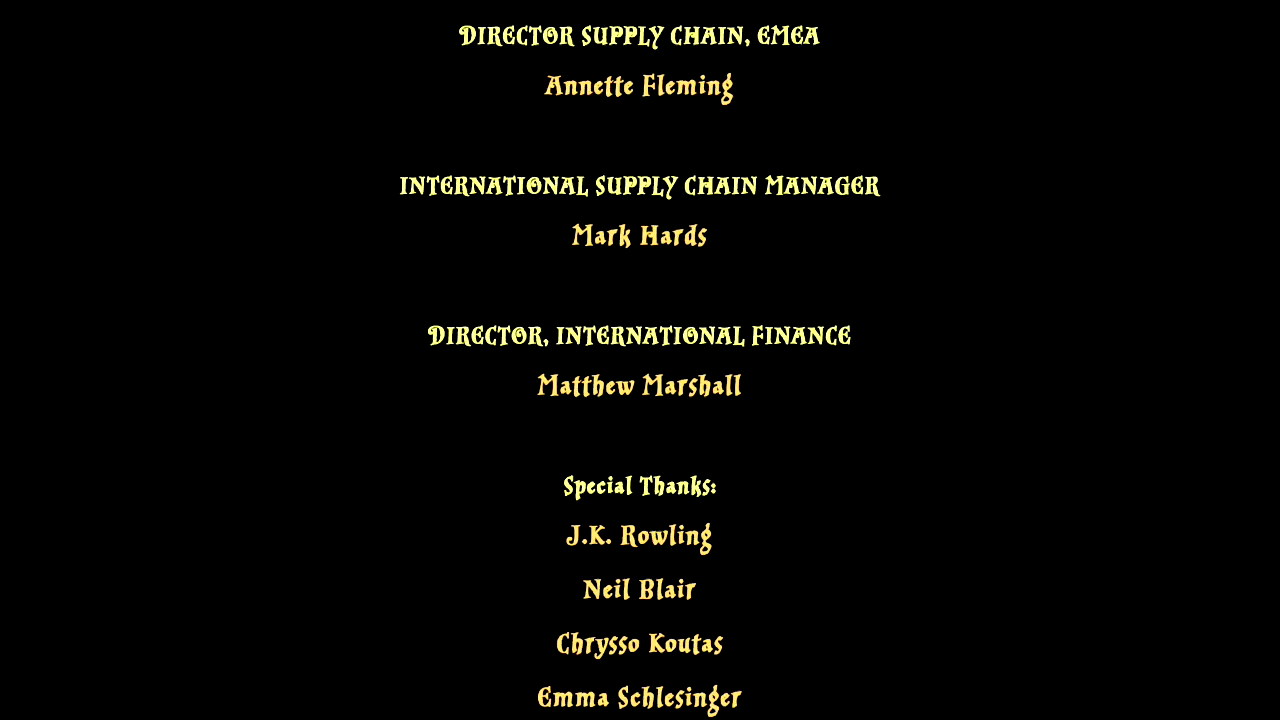 DIRECTOR SUPPLY CHAIN, EMEA
Annette Fleming
INTERNATIONAL SUPPLY CHAIN MANAGER
Mark Hards
DIRECTOR, INTERNATIONAL FINANCE
Matthew Marshall
Special Thanks:
J.K. Rowling
Neil Blair
Chrysso Koutas
Emma Schlesinger